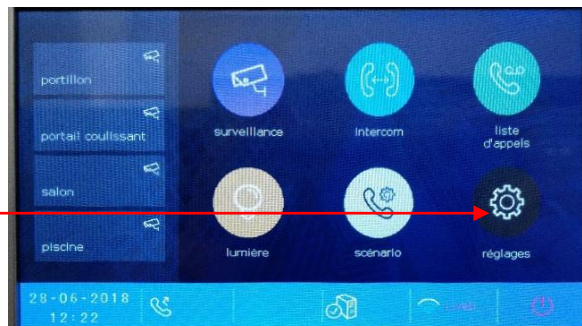 portillon
portail coulissant
salon
piscine
surveillance
intercom
liste
d'appels
lumière
scénario
réglages
28-06-2018
12:22